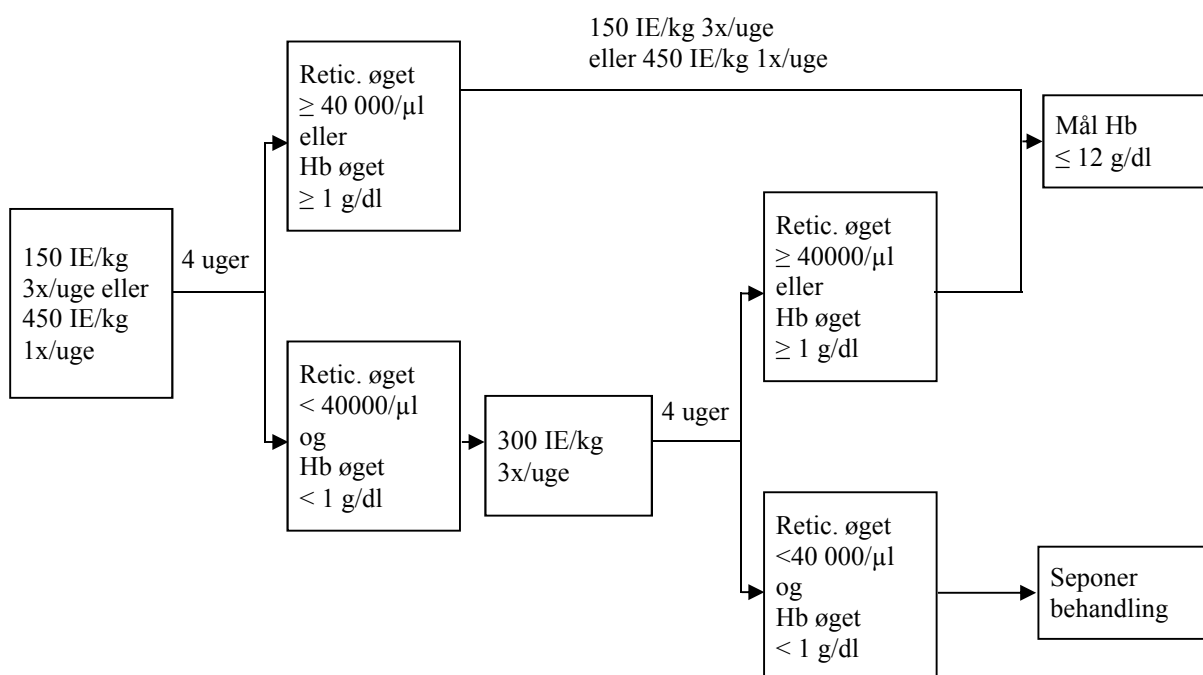 150 IE/kg
3x/uge eller
450 IE/kg
1x/uge
4 uger
Retic. øget
≥ 40 000/µl
eller
Hb øget
≥ 1 g/dl
150 IE/kg 3x/uge
eller 450 IE/kg 1x/uge
Mål Hb
≤ 12 g/dl
Retic. øget
< 40000/µl
og
Hb øget
< 1 g/dl
300 IE/kg
3x/uge
4 uger
Retic. øget
≥ 40000/µl
eller
Hb øget
≥ 1 g/dl
Retic. øget
<40 000/µl
og
Hb øget
< 1 g/dl
Seponer
behandling